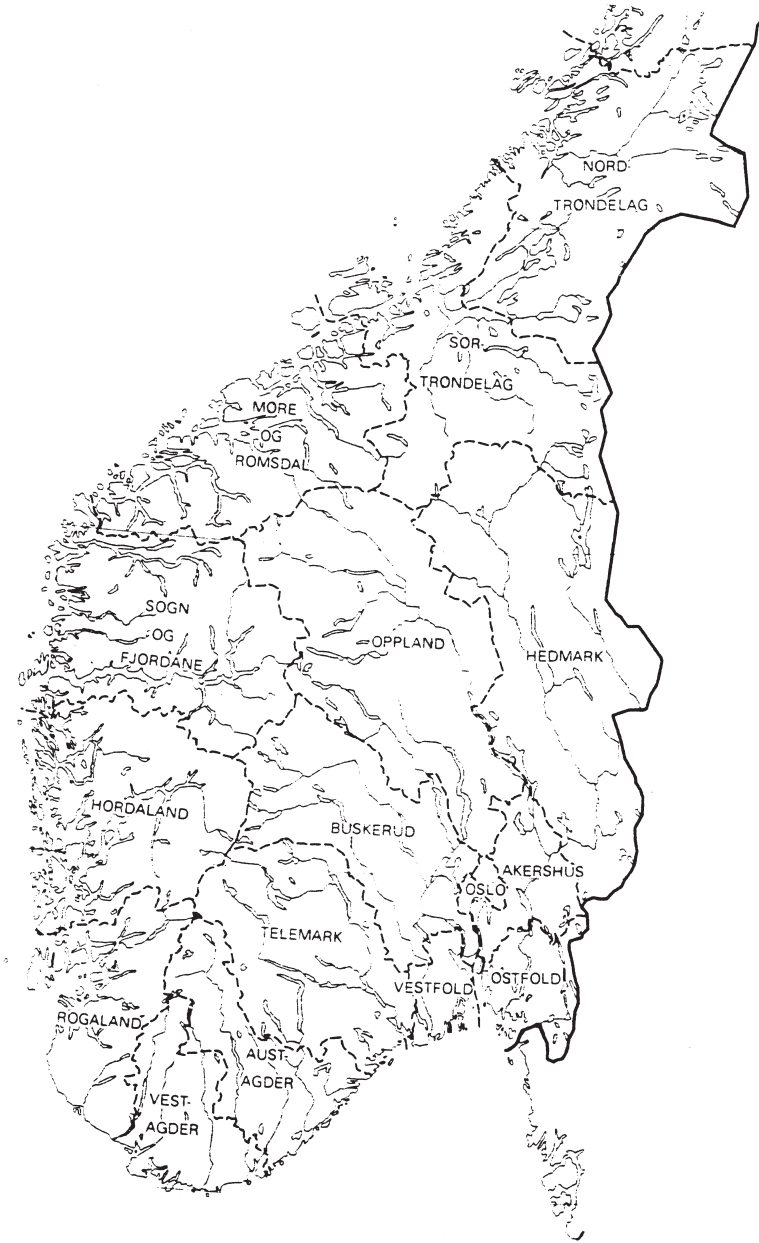 NORD-
TRONDELAG
SOR-
TRONDELAG
MORE
OG
ROMSDAL
SOGN
OG
FJORDANE
OPPLAND
HEDMARK
HORDALAND
BUSKERUD
AKERSHUS
OSLO
TELEMARK
VESTFOLD
OSTFOLD
ROGALAND
AUST-
AGDER
VEST-
AGDER